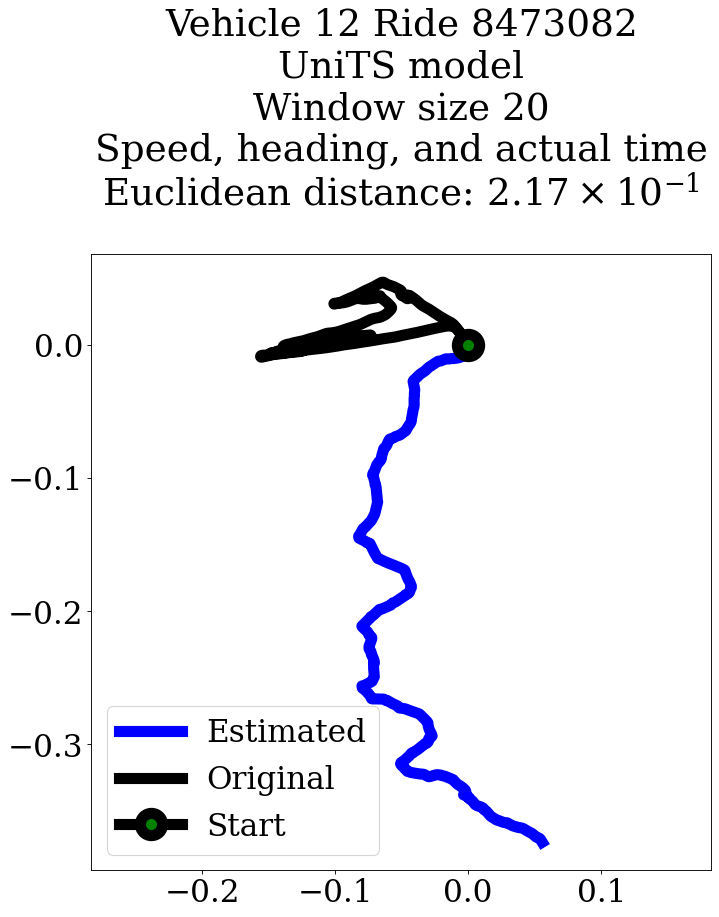 Vehicle 12 Ride 8473082
UniTS model
Window size 20
Speed, heading, and actual time
Euclidean distance: 2.17 × 10⁻¹
0.0
−0.1
−0.2
−0.3
Estimated
Original
Start
−0.2
−0.1
0.0
0.1